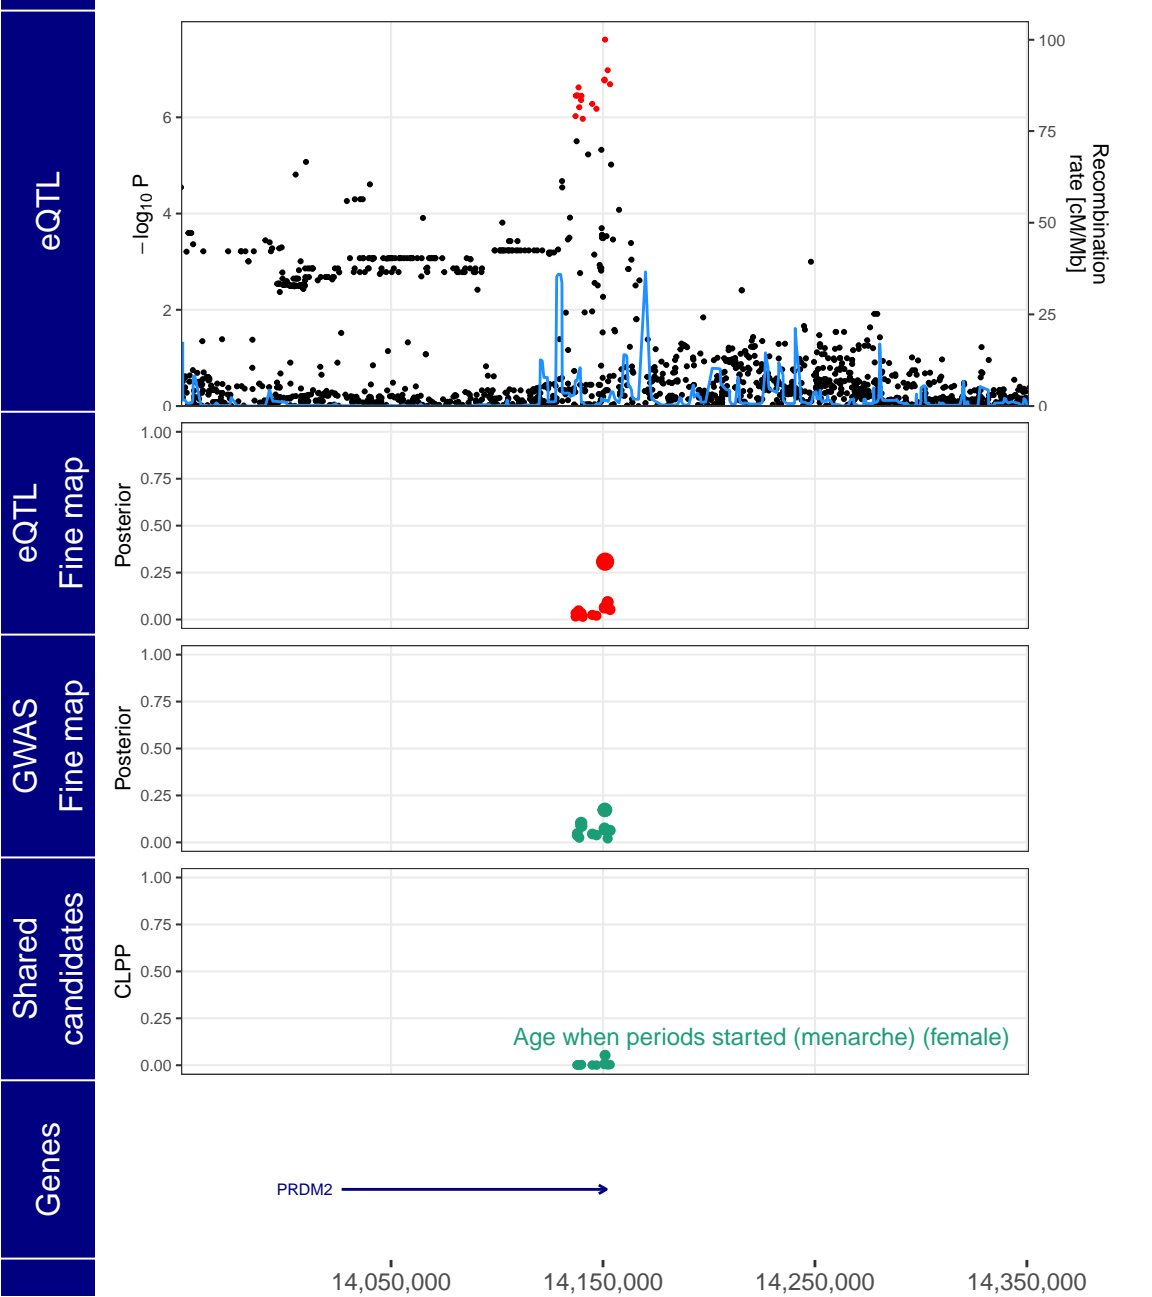 eQTL
−log10 P
6
4
2
0
100
75
50
25
0
Recombination
rate [cM/Mb]
eQTL
Fine map
Posterior
1.00
0.75
0.50
0.25
0.00
GWAS
Fine map
Posterior
1.00
0.75
0.50
0.25
0.00
Shared
candidates
CLPP
1.00
0.75
0.50
0.25
0.00
Age when periods started (menarche) (female)
Genes
PRDM2
14,050,000
14,150,000
14,250,000
14,350,000